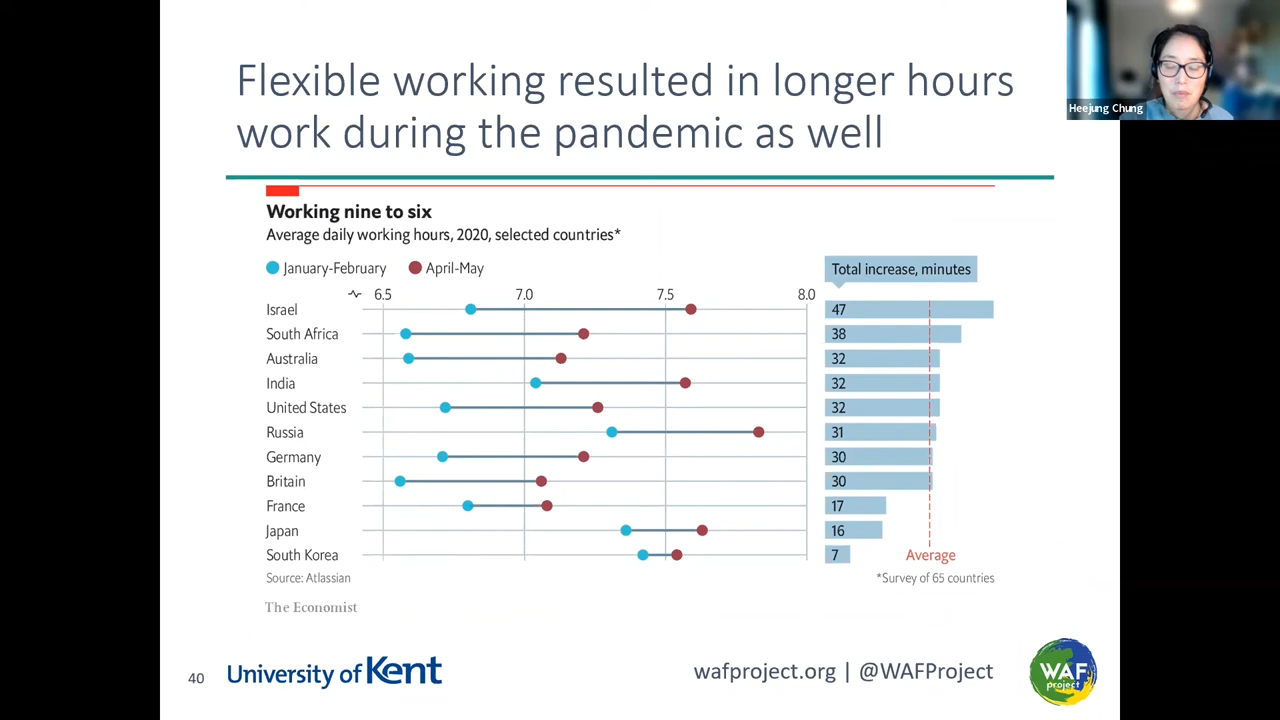 Flexible working resulted in longer hours
work during the pandemic as well
Heejung Chung
Working nine to six
Average daily working hours, 2020, selected countries*
January-February April-May
Total increase, minutes
6.5 7.0 7.5 8.0
Israel 47
South Africa 38
Australia 32
India 32
United States 32
Russia 31
Germany 30
Britain 30
France 17
Japan 16
South Korea 7
Average
Source: Atlassian
*Survey of 65 countries
The Economist
40 University of Kent wafproject.org | @WAFProject
WAF
project